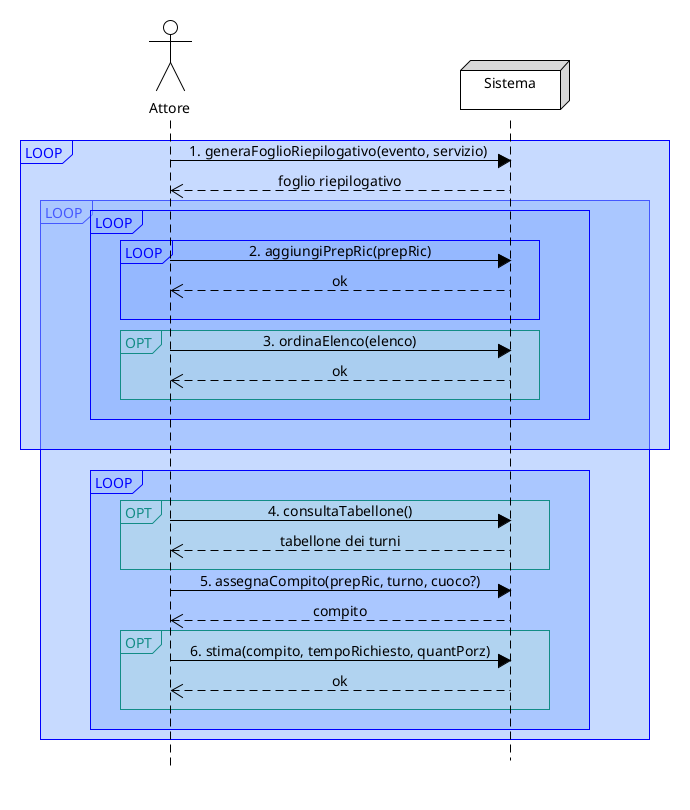 Attore
Sistema
LOOP
1. generaFoglioRiepilogativo(evento, servizio)
foglio riepilogativo
LOOP
LOOP
LOOP
2. aggiungiPrepRic(prepRic)
ok
OPT
3. ordinaElenco(elenco)
ok
LOOP
OPT
4. consultaTabellone()
tabellone dei turni
5. assegnaCompito(prepRic, turno, cuoco?)
compito
OPT
6. stima(compito, tempoRichiesto, quantPorz)
ok